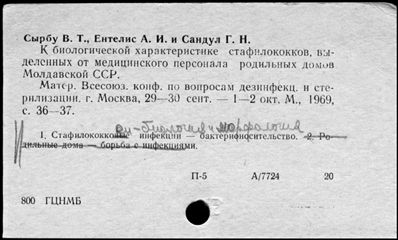 Сырбу В. Т., Ентелис А. И. и Сандул Г. Н.
К биологической характеристике стафилококков, вы-
деленных от медицинского персонала родильных домов
Молдавской ССР.
Матер. Всесоюз. конф. по вопросам дезинфекц. и сте-
рилизации. г. Москва, 29—30 сент. — 1—2 окт. М., 1969,
с. 36—37.
биология и морфология
1. Стафилококковые инфекции — бактерионосительство. 2. Ро-
дильные дома — борьба с инфекциями.
П-5 А/7724 20
800 ГЦНМБ